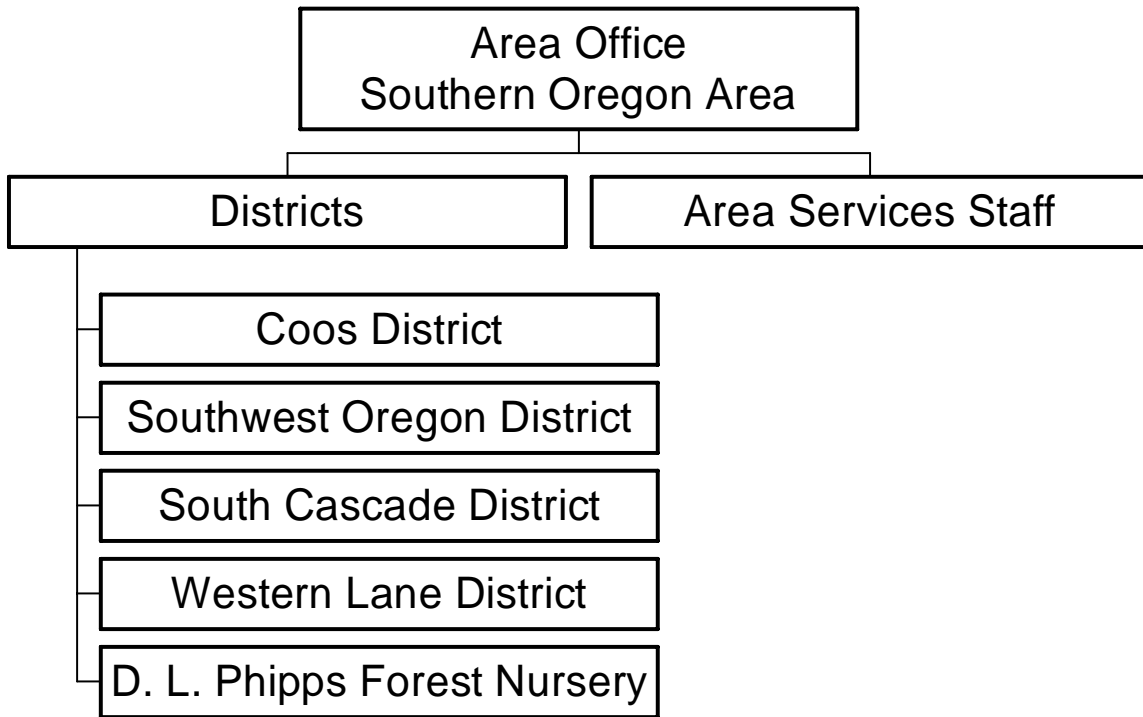 Area Office
Southern Oregon Area
Districts
Area Services Staff
Coos District
Southwest Oregon District
South Cascade District
Western Lane District
D. L. Phipps Forest Nursery